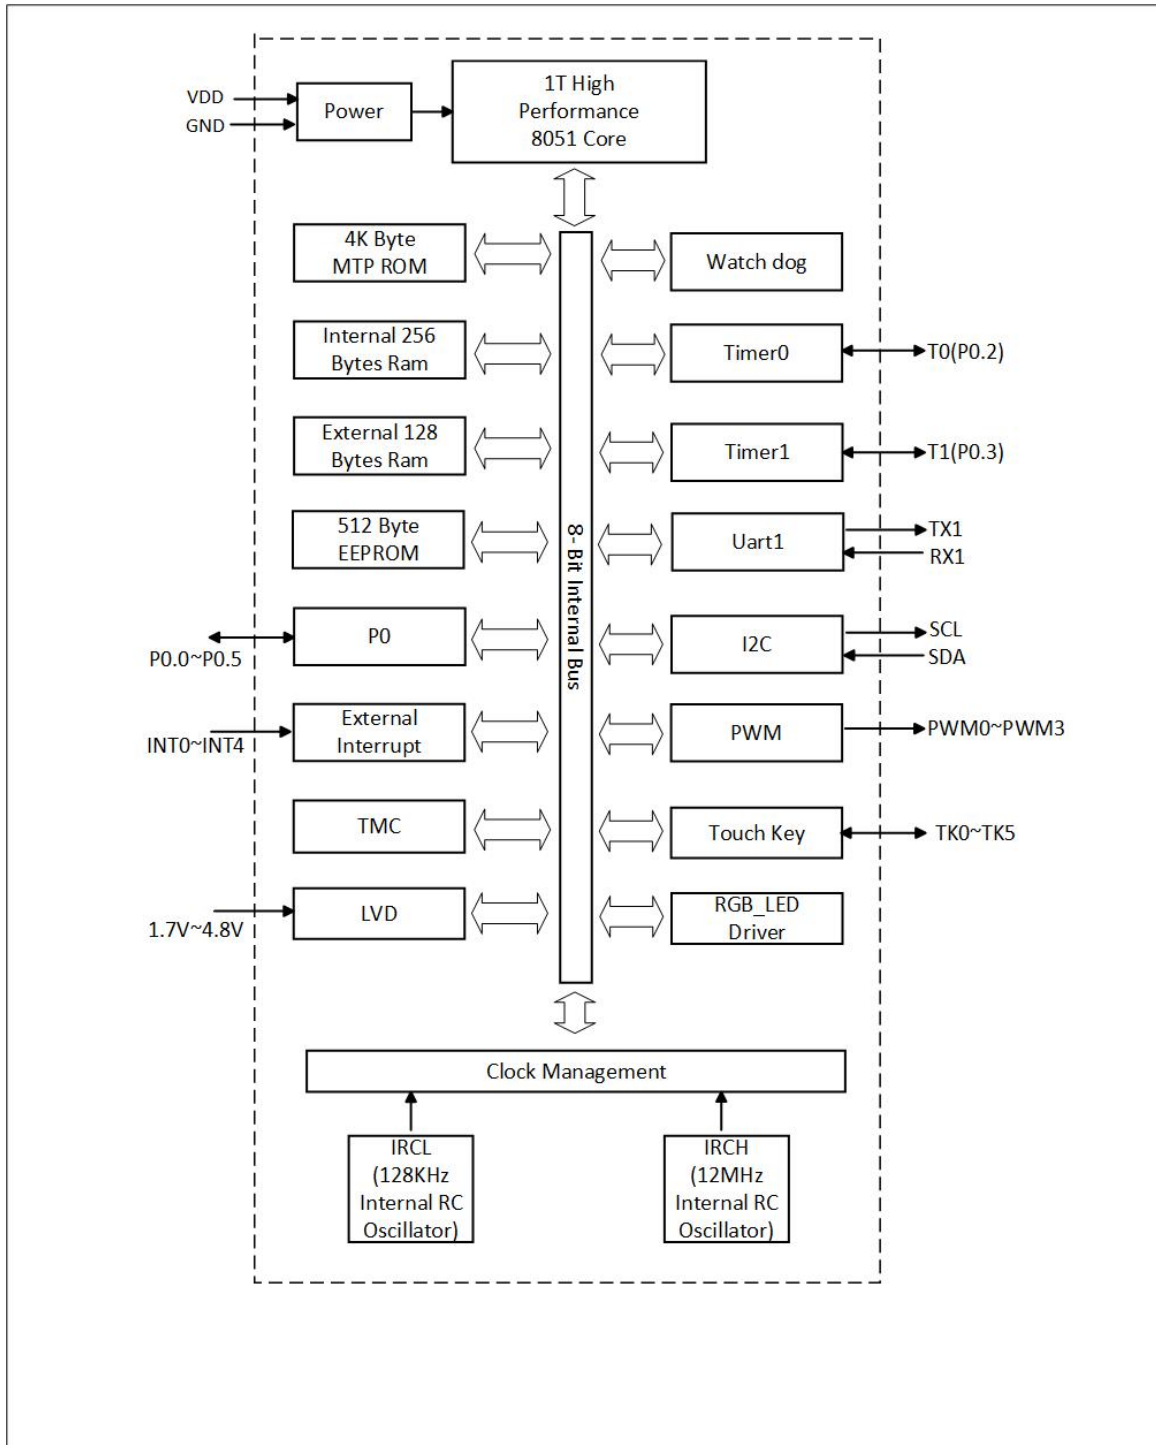 1T High
Performance
8051 Core
VDD
GND
Power
4K Byte
MTP ROM
Watch dog
Internal 256
Bytes Ram
Timer0
T0(P0.2)
External 128
Bytes Ram
Timer1
T1(P0.3)
8- Bit Internal Bus
512 Byte
EEPROM
Uart1
TX1
RX1
P0
P0.0~P0.5
I2C
SCL
SDA
External
Interrupt
INT0~INT4
PWM
PWM0~PWM3
TMC
Touch Key
TK0~TK5
LVD
1.7V~4.8V
RGB_LED
Driver
Clock Management
IRCL
(128KHz
Internal RC
Oscillator)
IRCH
(12MHz
Internal RC
Oscillator)